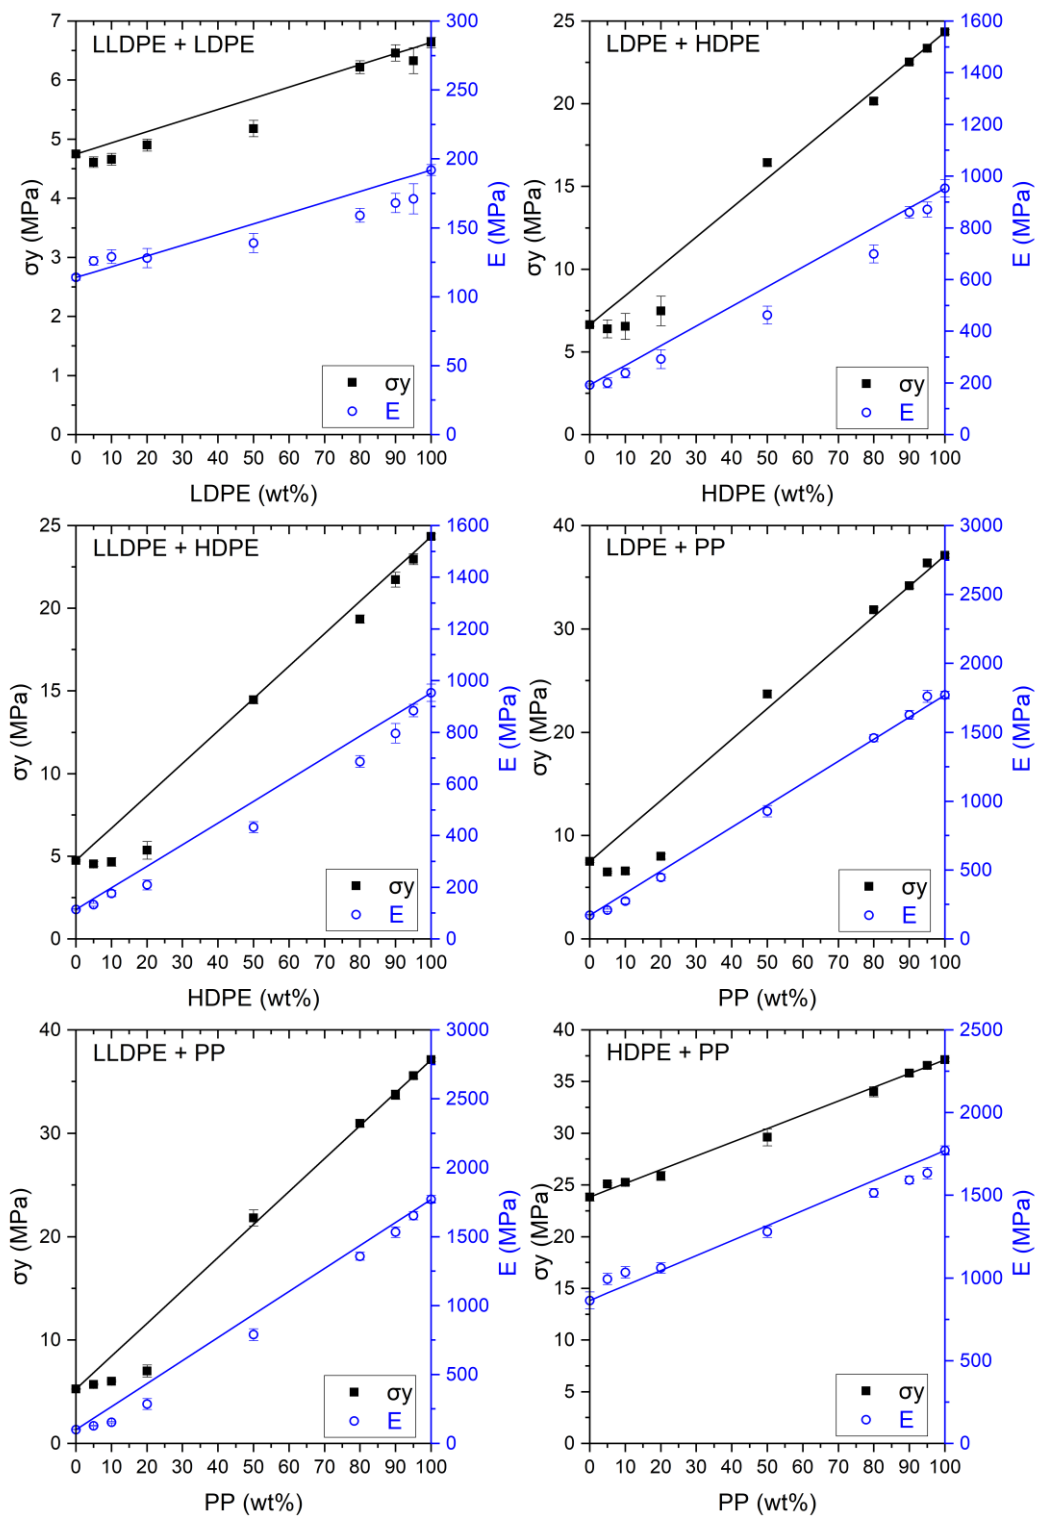 LLDPE + LDPE
7
6
5
4
3
2
1
0
σy (MPa)
300
250
200
150
100
50
0
E (MPa)
σy
E
0 10 20 30 40 50 60 70 80 90 100
LDPE (wt%)
LDPE + HDPE
25
20
15
10
5
0
σy (MPa)
1600
1400
1200
1000
800
600
400
200
0
E (MPa)
σy
E
0 10 20 30 40 50 60 70 80 90 100
HDPE (wt%)
LLDPE + HDPE
25
20
15
10
5
0
σy (MPa)
1600
1400
1200
1000
800
600
400
200
0
E (MPa)
σy
E
0 10 20 30 40 50 60 70 80 90 100
HDPE (wt%)
LDPE + PP
40
30
20
10
0
σy (MPa)
3000
2500
2000
1500
1000
500
0
E (MPa)
σy
E
0 10 20 30 40 50 60 70 80 90 100
PP (wt%)
LLDPE + PP
40
30
20
10
0
σy (MPa)
3000
2500
2000
1500
1000
500
0
E (MPa)
σy
E
0 10 20 30 40 50 60 70 80 90 100
PP (wt%)
HDPE + PP
40
35
30
25
20
15
10
5
0
σy (MPa)
2500
2000
1500
1000
500
0
E (MPa)
σy
E
0 10 20 30 40 50 60 70 80 90 100
PP (wt%)